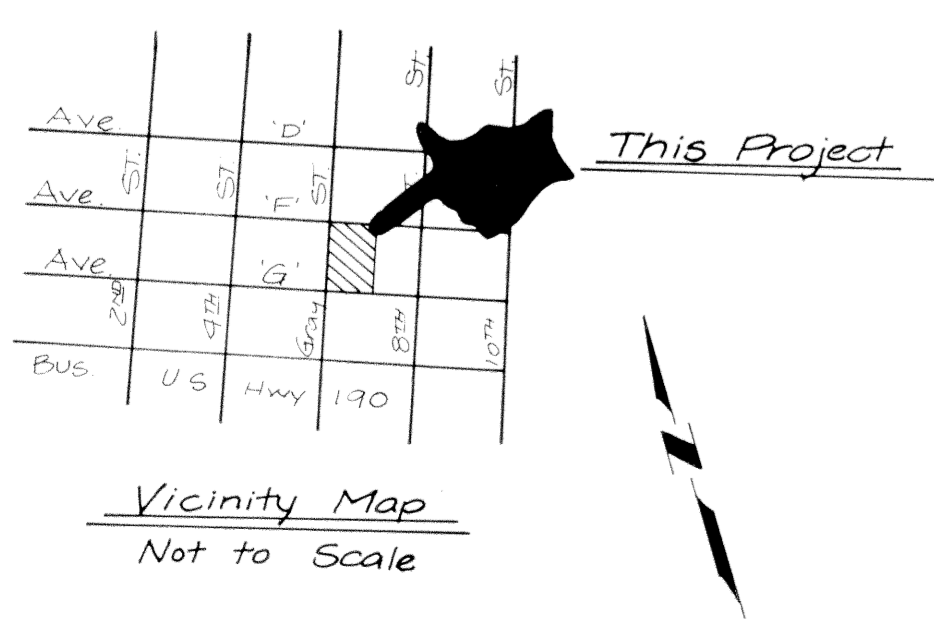 ST.
ST.
This Project
Ave. 'D'
ST. ST. ST.
Ave. 'F'
Ave. 'G'
2ND 4TH Gray 8TH 10TH
BUS. US Hwy 190
Vicinity Map
Not to Scale